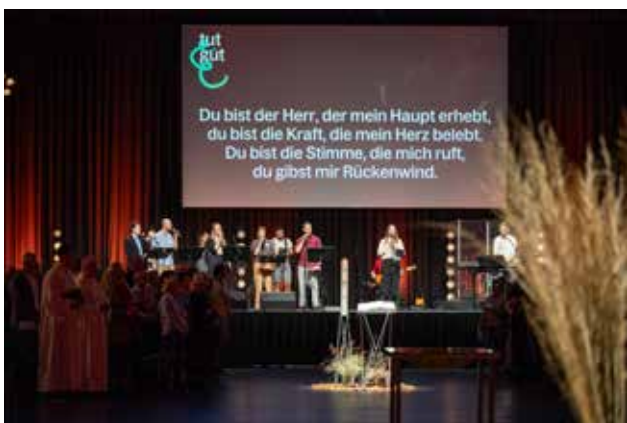 tut
gut
Du bist der Herr, der mein Haupt erhebt,
du bist die Kraft, die mein Herz belebt.
Du bist die Stimme, die mich ruft,
du gibst mir Rückenwind.